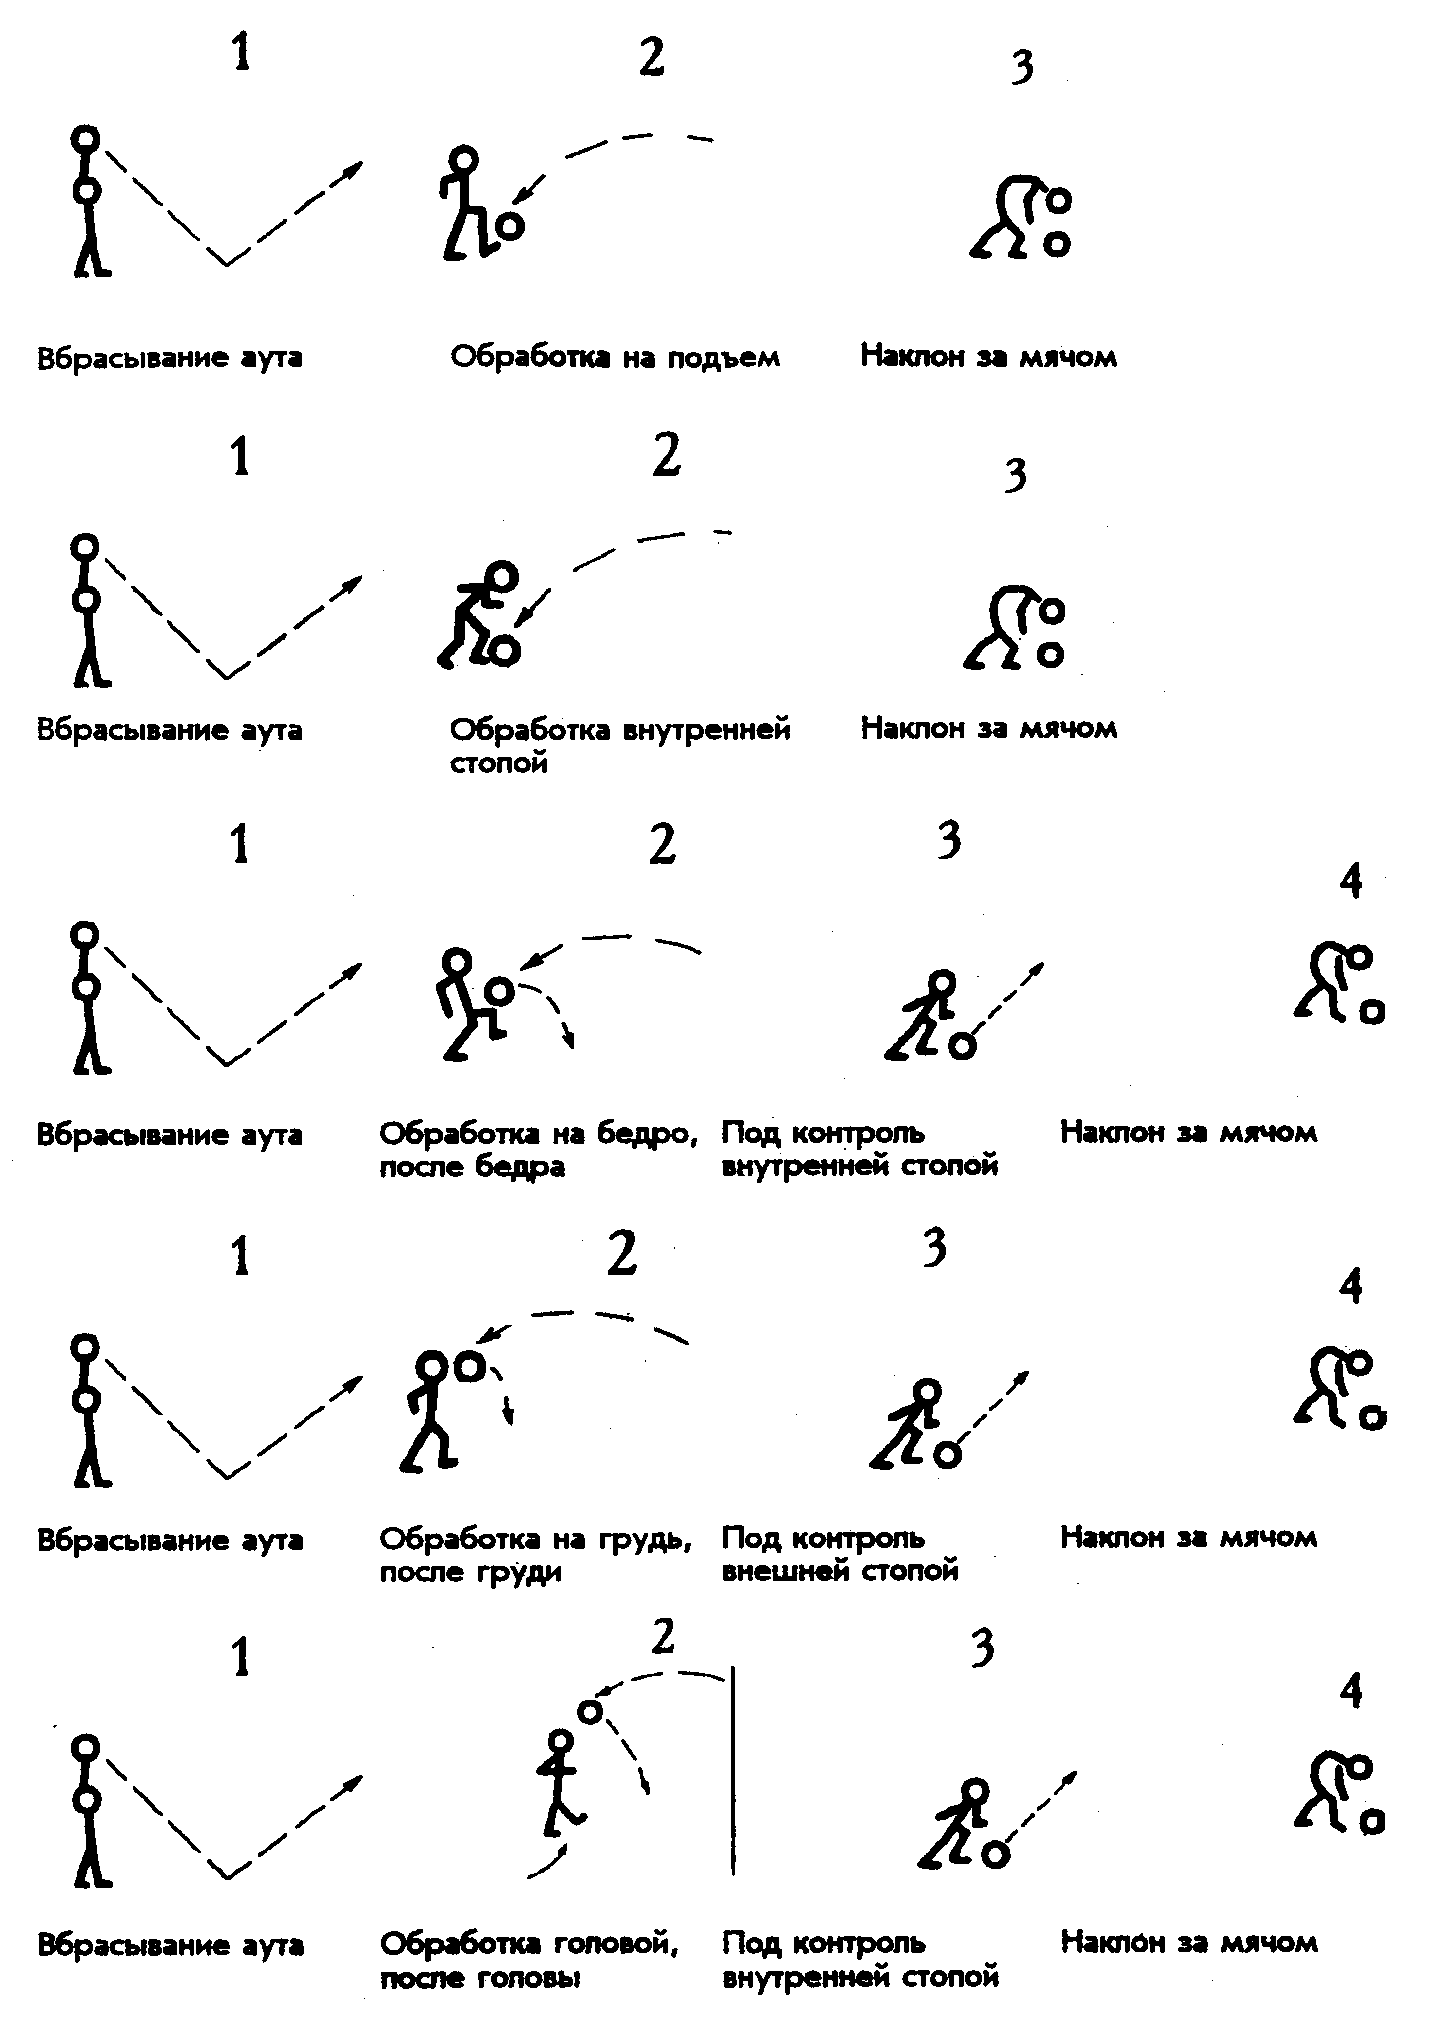 1 2 3
Вбрасывание аута Обработка на подъем Наклон за мячом
1 2 3
Вбрасывание аута Обработка внутренней Наклон за мячом
стопой
1 2 3
4
Вбрасывание аута Обработка на бедро, Под контроль Наклон за мячом
после бедра внутренней стопой
1 2 3
4
Вбрасывание аута Обработка на грудь, Под контроль Наклон за мячом
после груди внешней стопой
1 2 3
4
Вбрасывание аута Обработка головой, Под контроль Наклон за мячом
после головы внутренней стопой